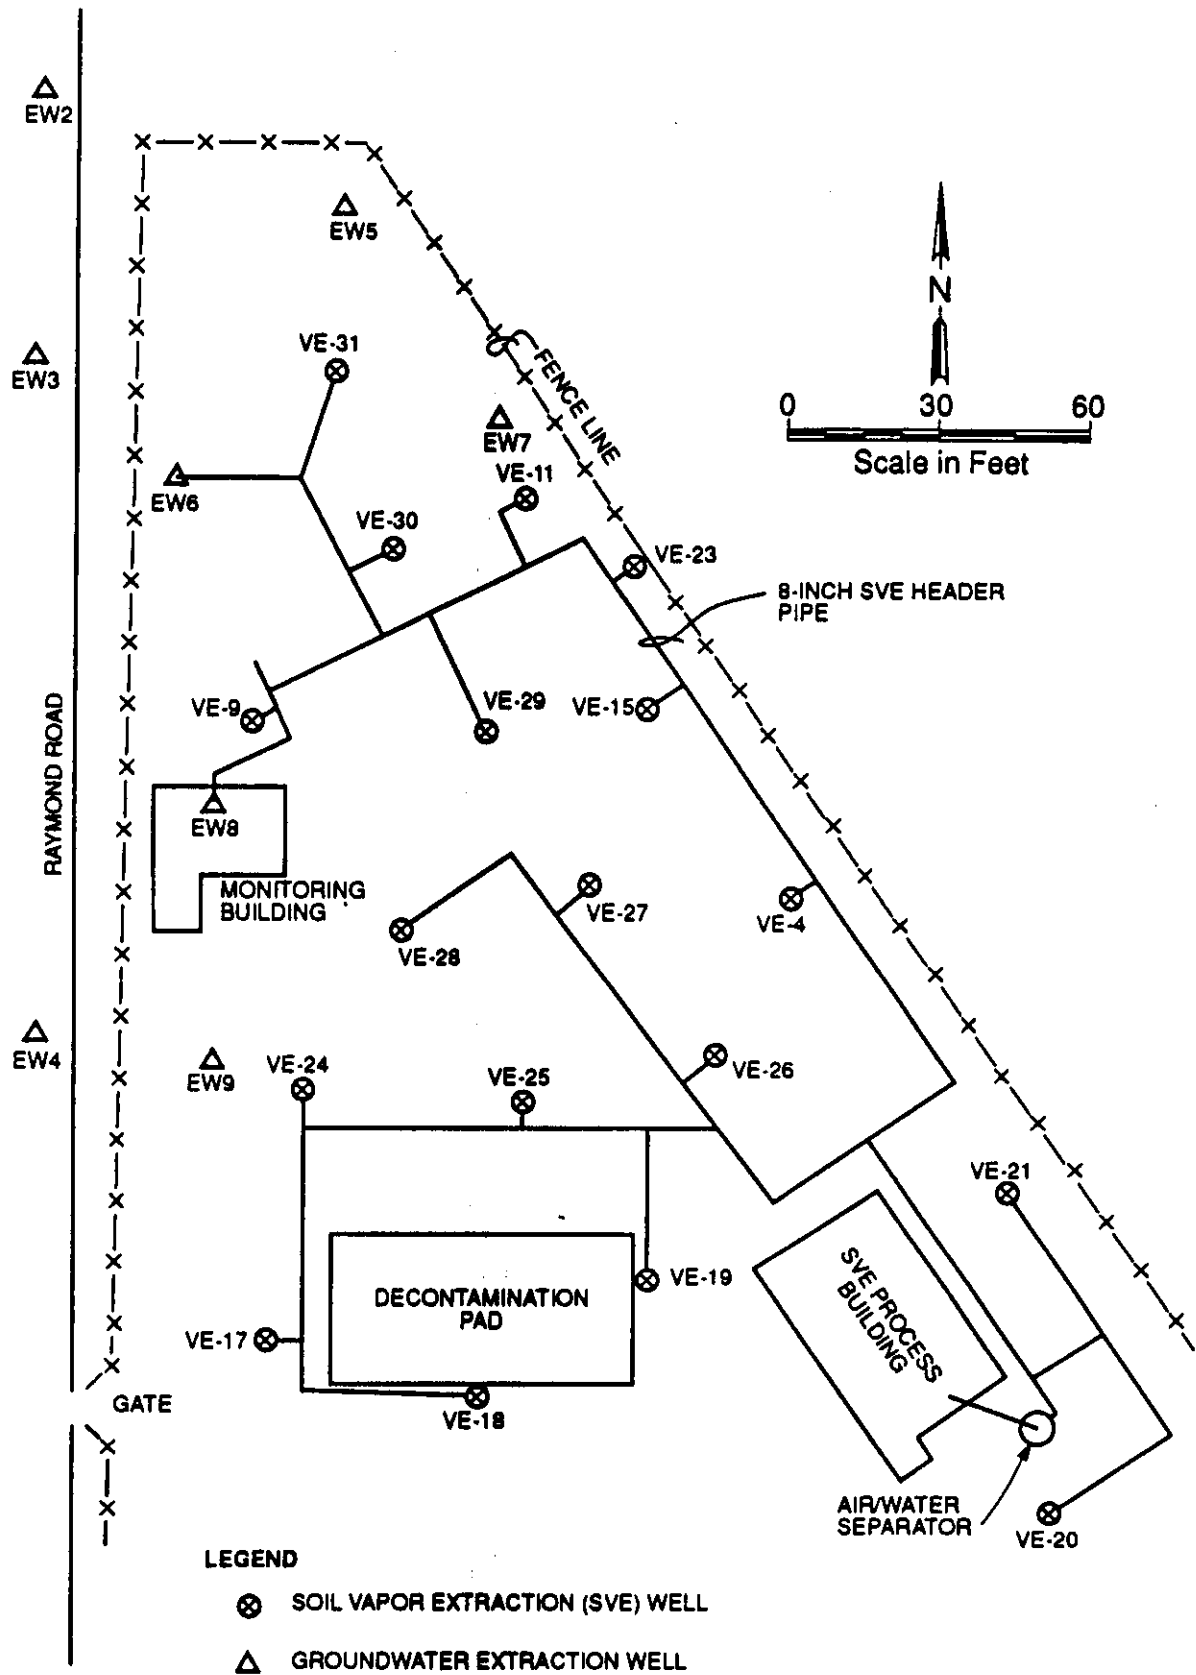 EW2
EW5
N
VE-31
EW3
FENCE LINE
0 30 60
Scale in Feet
EW7
VE-11
EW6
VE-30
VE-23
8-INCH SVE HEADER
PIPE
RAYMOND ROAD
VE-9
VE-29
VE-15
EW8
MONITORING
BUILDING
VE-27
VE-4
VE-28
EW4
EW9
VE-24
VE-25
VE-26
VE-21
VE-19
DECONTAMINATION
PAD
SVE PROCESS
BUILDING
VE-17
GATE
VE-18
AIR/WATER
SEPARATOR
VE-20
LEGEND
SOIL VAPOR EXTRACTION (SVE) WELL
GROUNDWATER EXTRACTION WELL